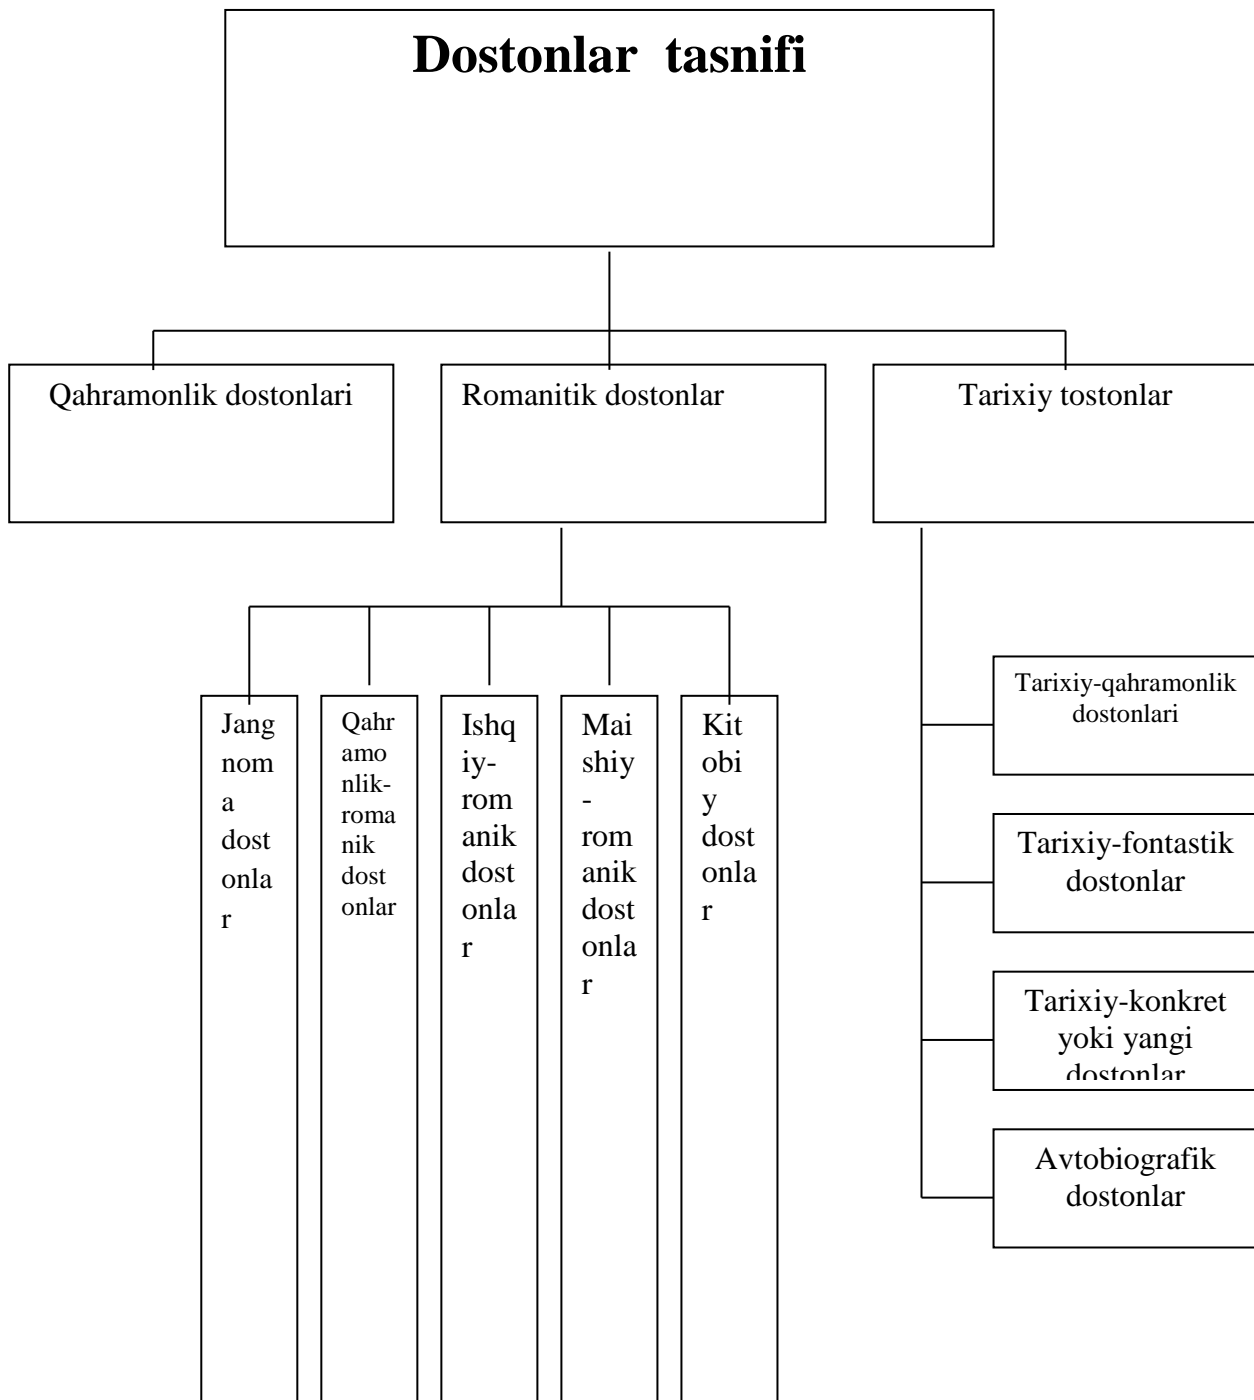 Dostonlar  tasnifi
Qahramonlik dostonlari
Romanitik dostonlar
Tarixiy tostonlar
Jang
nom
a
dost
onla
r
Qahr
amo
nlik-
roma
nik
dost
onlar
Ishq
iy-
rom
anik
dost
onla
r
Mai
shiy
-
rom
anik
dost
onla
r
Kit
obi
y
dost
onla
r
Tarixiy-qahramonlik
dostonlari
Tarixiy-fontastik
dostonlar
Tarixiy-konkret
yoki yangi
dostonlar
Avtobiografik
dostonlar